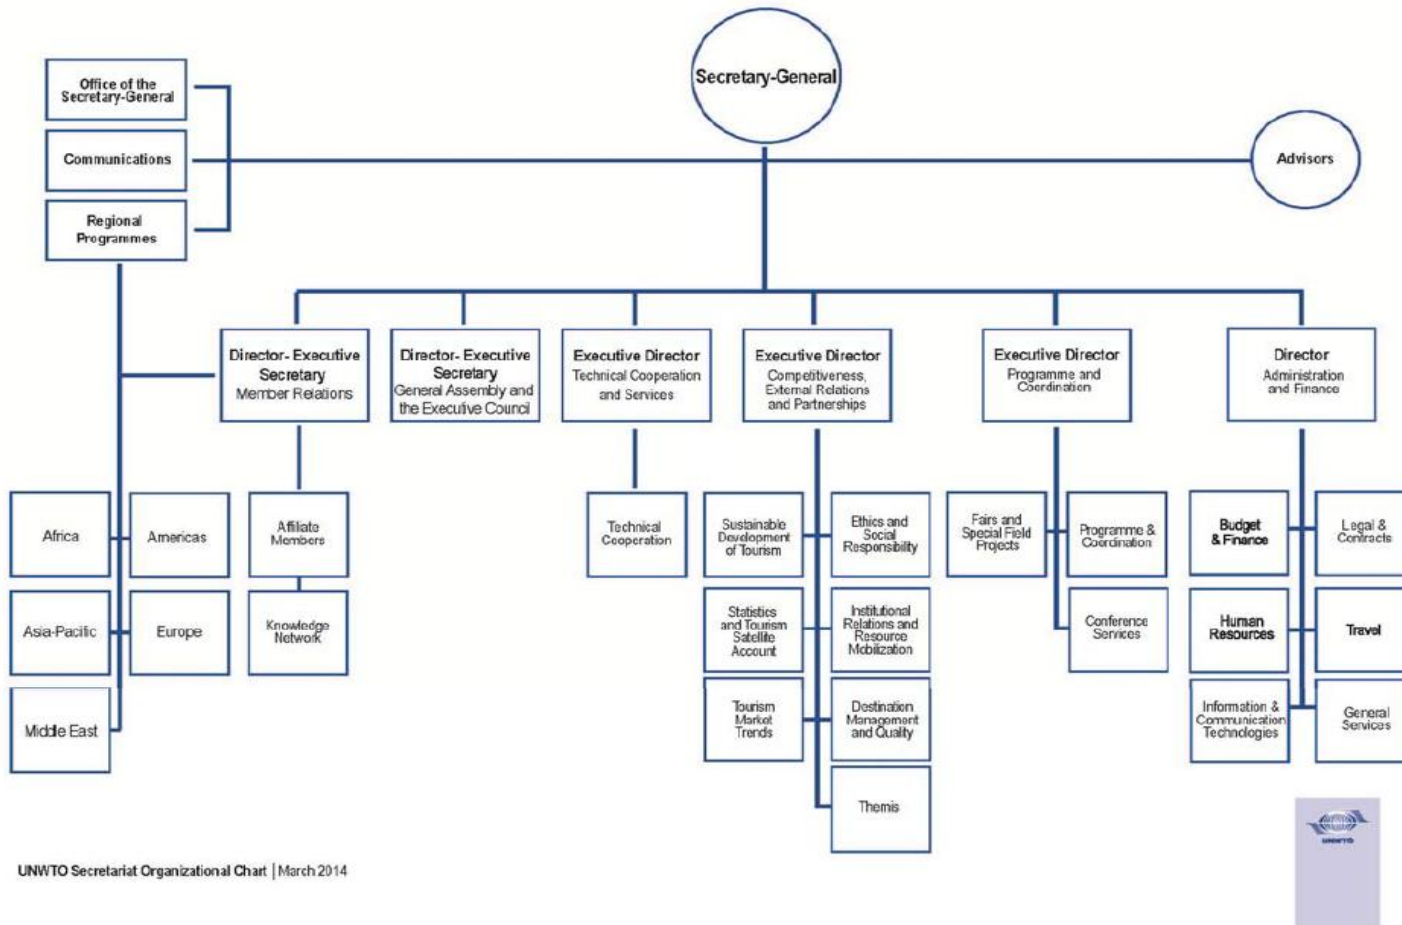 Secretary-General
Office of the
Secretary-General
Communications
Advisors
Regional
Programmes
Director- Executive
Secretary
Member Relations
Director- Executive
Secretary
General Assembly and
the Executive Council
Executive Director
Technical Cooperation
and Services
Executive Director
Competitiveness,
External Relations
and Partnerships
Executive Director
Programme and
Coordination
Director
Administration
and Finance
Africa
Americas
Asia-Pacific
Europe
Middle East
Affiliate
Members
Knowledge
Network
Technical
Cooperation
Sustainable
Development
of Tourism
Ethics and
Social
Responsibility
Statistics
and Tourism
Satellite
Account
Institutional
Relations and
Resource
Mobilization
Tourism
Market
Trends
Destination
Management
and Quality
Themis
Fairs and
Special Field
Projects
Programme &
Coordination
Conference
Services
Budget
& Finance
Legal &
Contracts
Human
Resources
Travel
Information &
Communication
Technologies
General
Services
UNWTO
UNWTO Secretariat Organizational Chart | March 2014